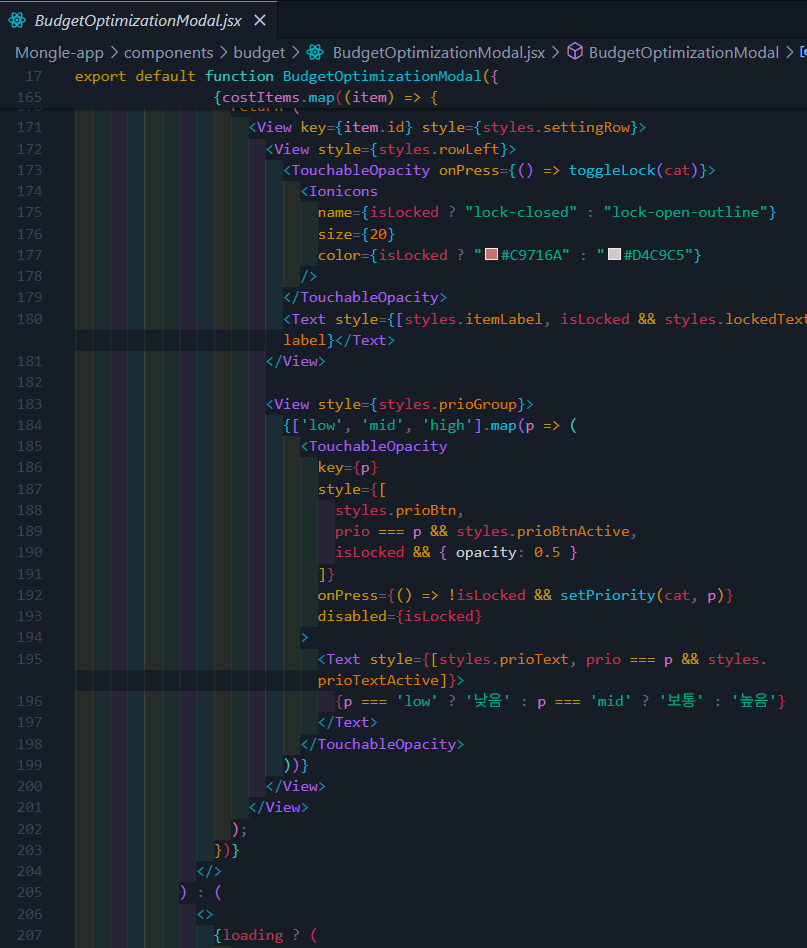 BudgetOptimizationModal.jsx
Mongle-app > components > budget > BudgetOptimizationModal.jsx > BudgetOptimizationModal >
17 export default function BudgetOptimizationModal({
165 {costItems.map((item) => {
170 return (
171 <View key={item.id} style={styles.settingRow}>
172 <View style={styles.rowLeft}>
173 <TouchableOpacity onPress={() => toggleLock(cat)}>
174 <Ionicons
175 name={isLocked ? "lock-closed" : "lock-open-outline"}
176 size={20}
177 color={isLocked ? "#C9716A" : "#D4C9C5"}
178 />
179 </TouchableOpacity>
180 <Text style={[styles.itemLabel, isLocked && styles.lockedText
label}</Text>
181 </View>
182
183 <View style={styles.prioGroup}>
184 {['low', 'mid', 'high'].map(p => (
185 <TouchableOpacity
186 key={p}
187 style={[
188 styles.prioBtn,
189 prio === p && styles.prioBtnActive,
190 isLocked && { opacity: 0.5 }
191 ]}
192 onPress={() => !isLocked && setPriority(cat, p)}
193 disabled={isLocked}
194 >
195 <Text style={[styles.prioText, prio === p && styles.
prioTextActive]}>
196 {p === 'low' ? '낮음' : p === 'mid' ? '보통' : '높음'}
197 </Text>
198 </TouchableOpacity>
199 ))}
200 </View>
201 </View>
202 );
203 })}
204 </>
205 ) : (
206 <>
207 {loading ? (